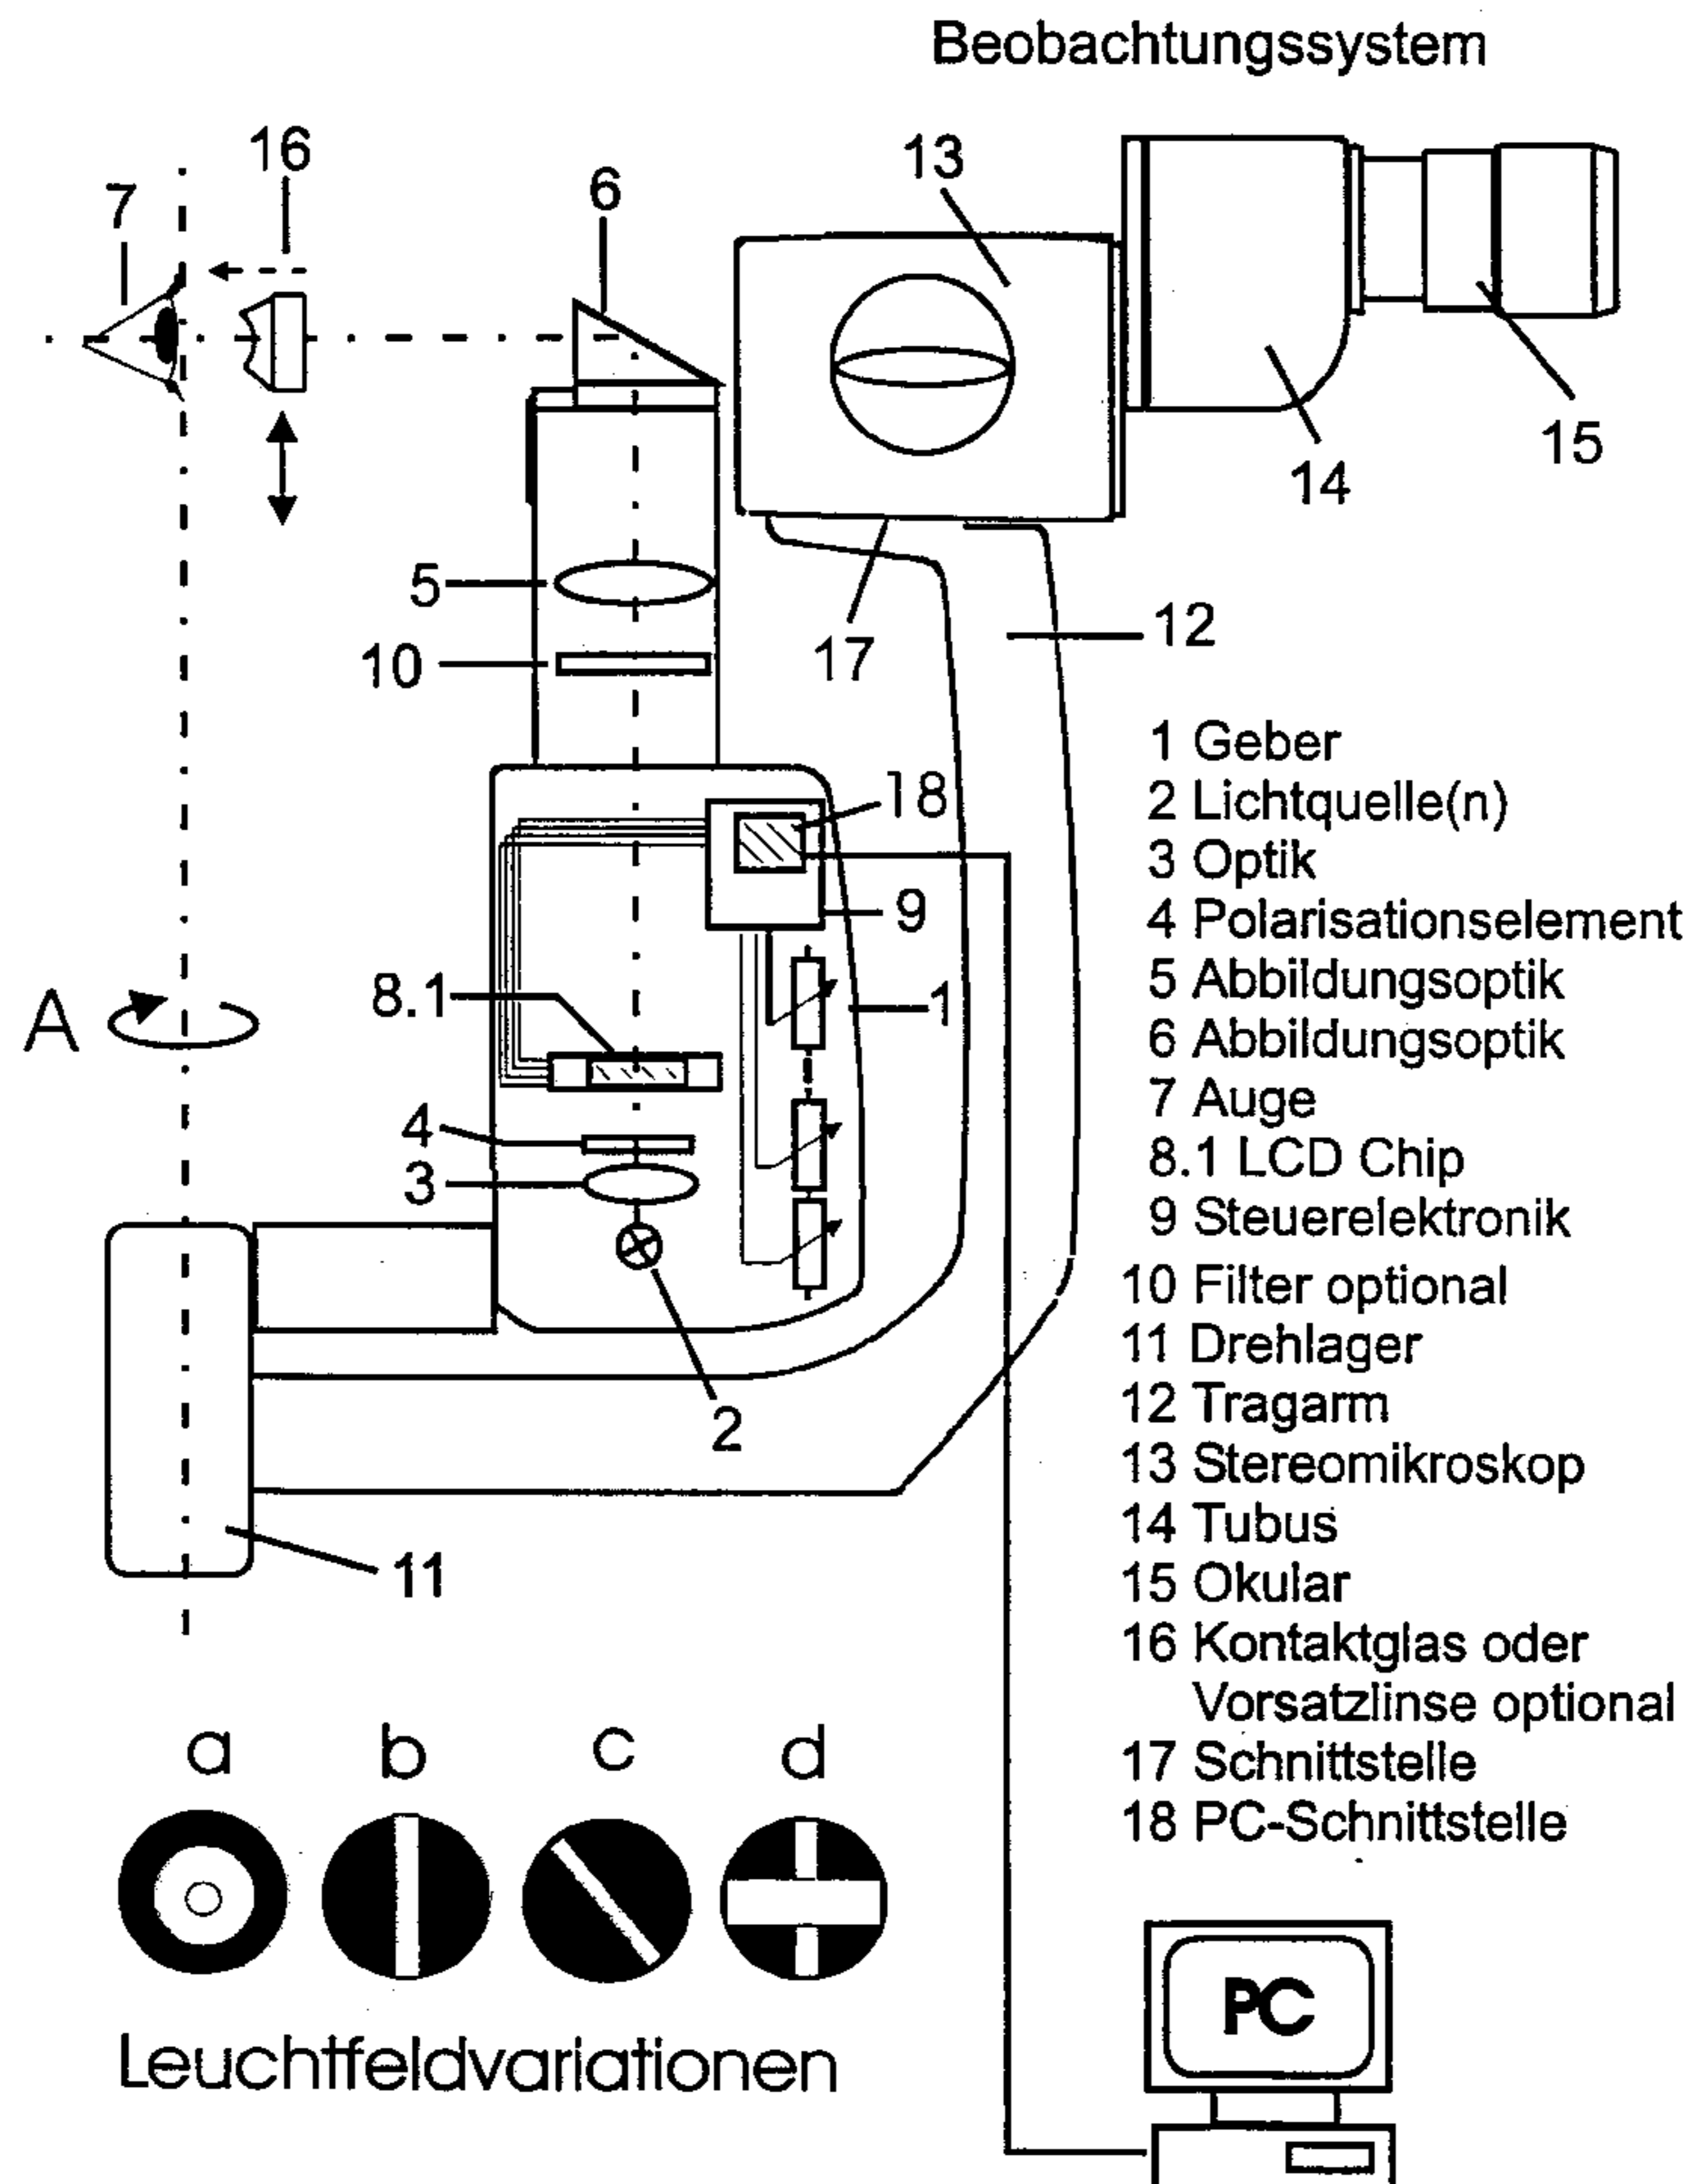 Beobachtungssystem
16
13
7
6
15
14
5
12
17
10
18
9
8.1
1
A
4
3
2
11
1 Geber
2 Lichtquelle(n)
3 Optik
4 Polarisationselement
5 Abbildungsoptik
6 Abbildungsoptik
7 Auge
8.1 LCD Chip
9 Steuerelektronik
10 Filter optional
11 Drehlager
12 Tragarm
13 Stereomikroskop
14 Tubus
15 Okular
16 Kontaktglas oder
Vorsatzlinse optional
17 Schnittstelle
18 PC-Schnittstelle
a b c d
Leuchtfeldvariationen
PC